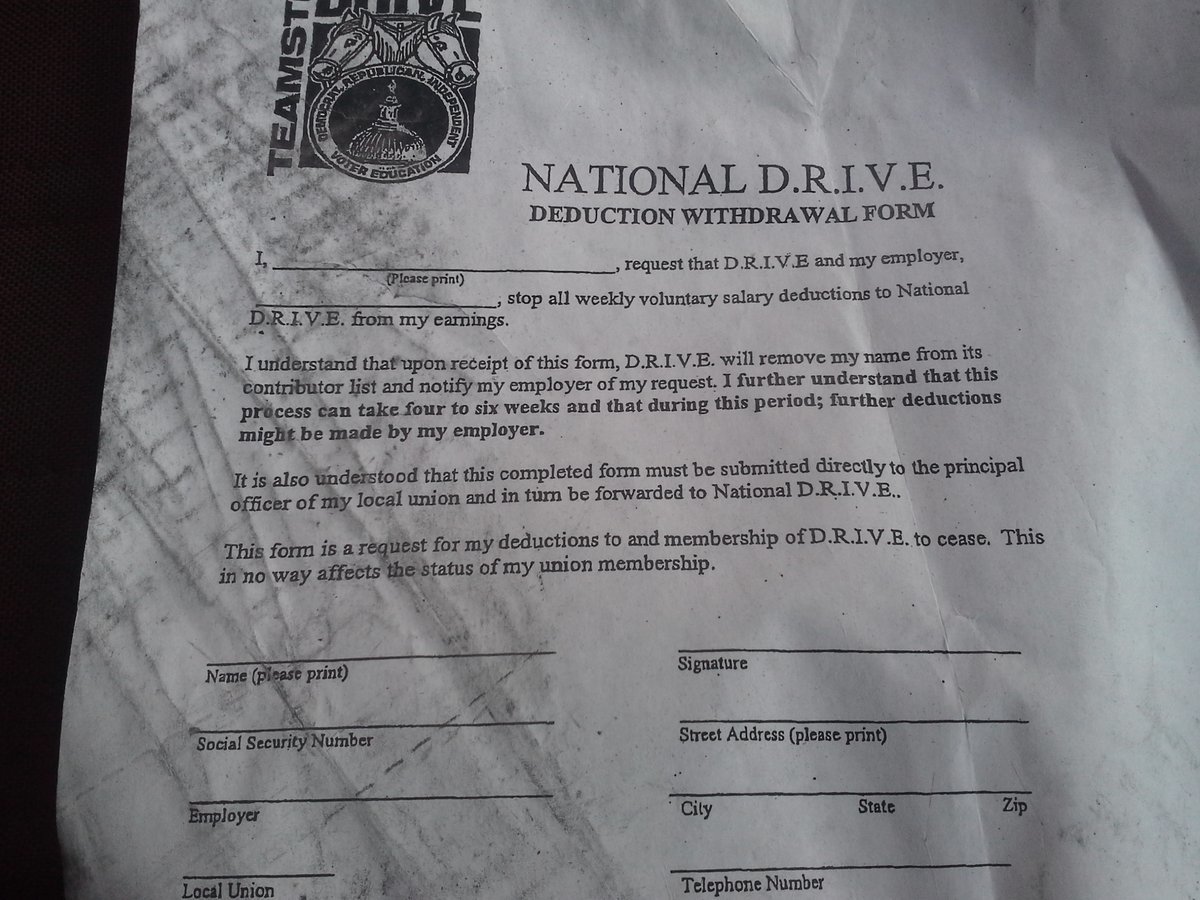 TEAMST
DRIVE
DEMOCRAT, REPUBLICAN, INDEPENDENT
VOTER EDUCATION
NATIONAL D.R.I.V.E.
DEDUCTION WITHDRAWAL FORM
I, ____________________, request that D.R.I.V.E and my employer,
(Please print)
____________________, stop all weekly voluntary salary deductions to National
D.R.I.V.E. from my earnings.
I understand that upon receipt of this form, D.R.I.V.E. will remove my name from its
contributor list and notify my employer of my request. I further understand that this
process can take four to six weeks and that during this period; further deductions
might be made by my employer.
It is also understood that this completed form must be submitted directly to the principal
officer of my local union and in turn be forwarded to National D.R.I.V.E..
This form is a request for my deductions to and membership of D.R.I.V.E. to cease. This
in no way affects the status of my union membership.
Name (please print)
Signature
Social Security Number
Street Address (please print)
Employer
City State Zip
Local Union
Telephone Number